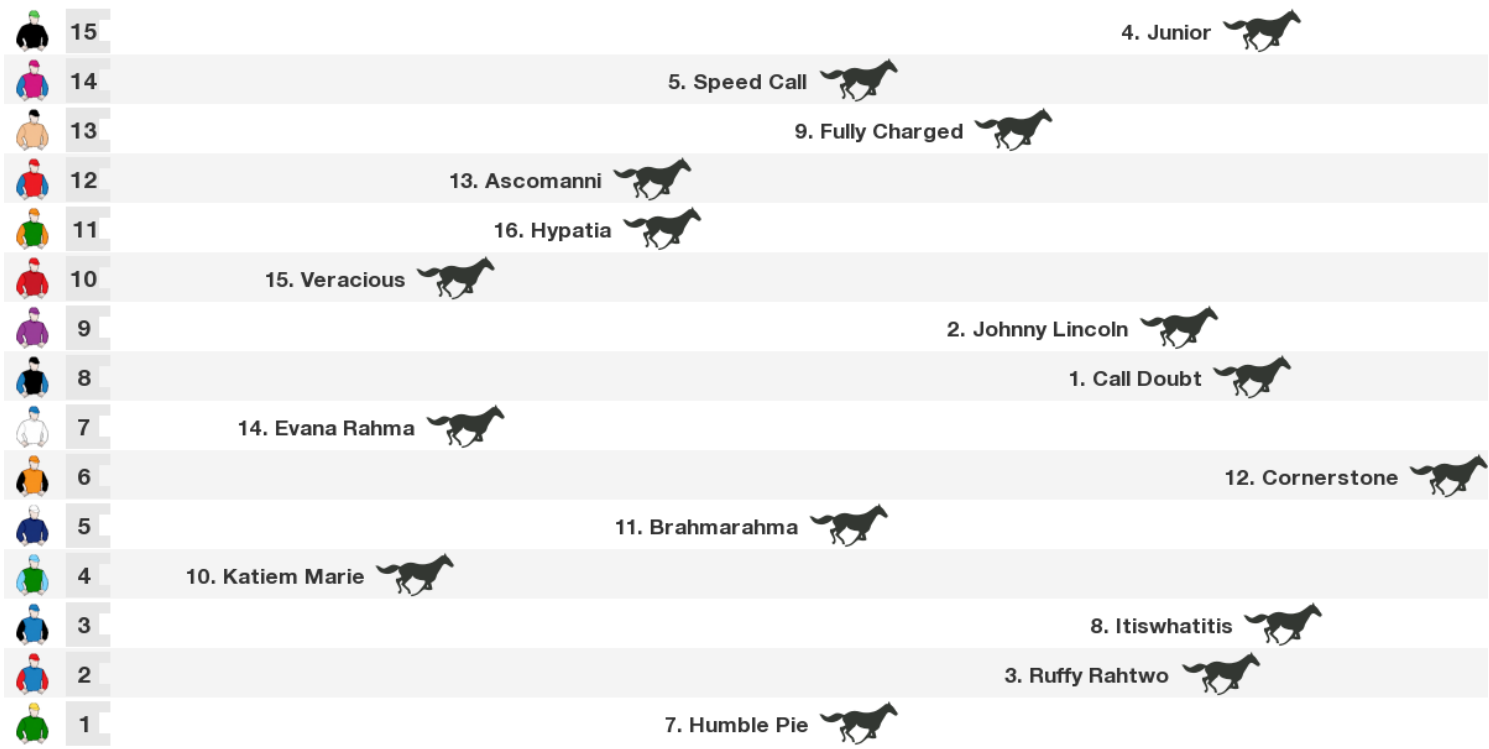 15 4. Junior
14 5. Speed Call
13 9. Fully Charged
12 13. Ascomanni
11 16. Hypatia
10 15. Veracious
9 2. Johnny Lincoln
8 1. Call Doubt
7 14. Evana Rahma
6 12. Cornerstone
5 11. Brahmarahma
4 10. Katiem Marie
3 8. Itiswhatitis
2 3. Ruffy Rahtwo
1 7. Humble Pie